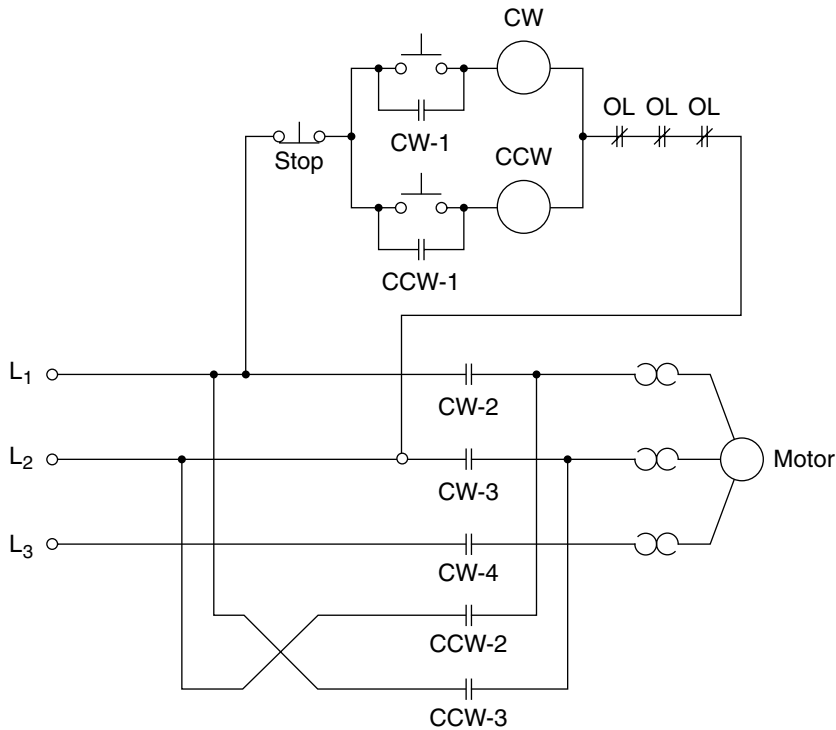 CW
OL OL OL
CW-1
Stop
CCW
CCW-1
L1
CW-2
L2
Motor
CW-3
L3
CW-4
CCW-2
CCW-3